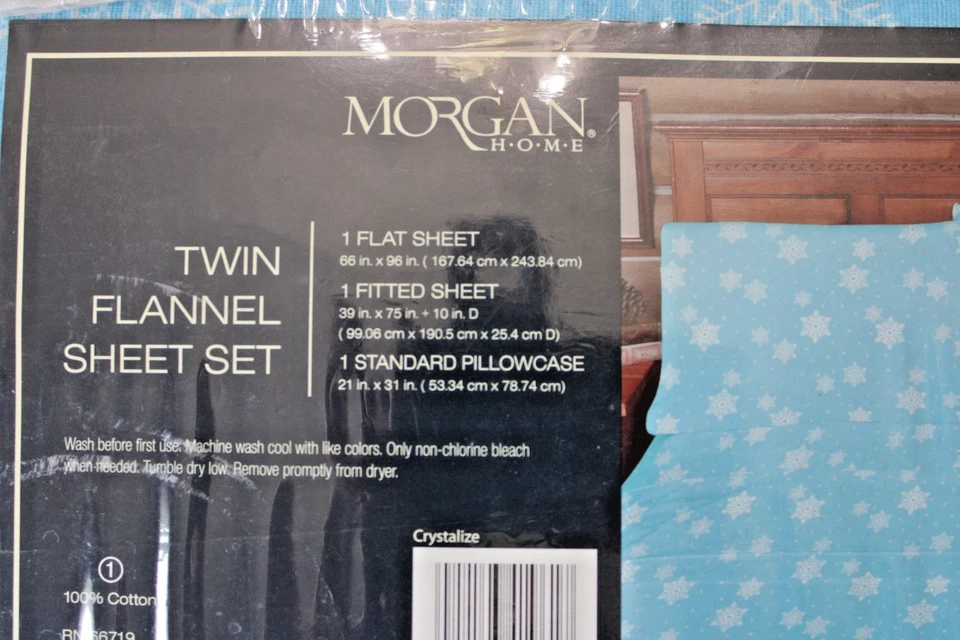 MORGAN®
H·O·M·E
TWIN
FLANNEL
SHEET SET
1 FLAT SHEET
66 in. x 96 in. ( 167.64 cm x 243.84 cm)
1 FITTED SHEET
39 in. x 75 in. + 10 in. D
( 99.06 cm x 190.5 cm x 25.4 cm D)
1 STANDARD PILLOWCASE
21 in. x 31 in. ( 53.34 cm x 78.74 cm)
Wash before first use. Machine wash cool with like colors. Only non-chlorine bleach
when needed. Tumble dry low. Remove promptly from dryer.
Crystalize
1
100% Cotton
RN 66719